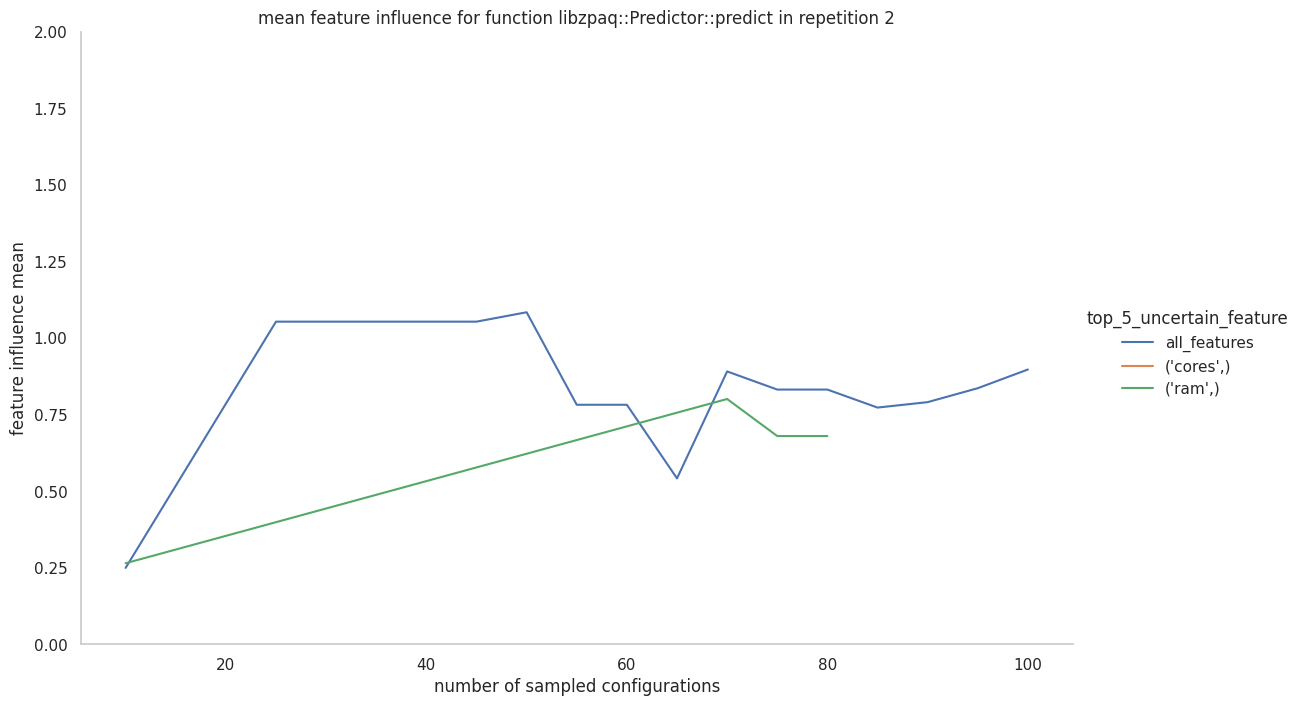 mean feature influence for function libzpaq::Predictor::predict in repetition 2
2.00
1.75
1.50
1.25
1.00
0.75
0.50
0.25
0.00
feature influence mean
20
40
60
80
100
number of sampled configurations
top_5_uncertain_feature
all_features
('cores',)
('ram',)